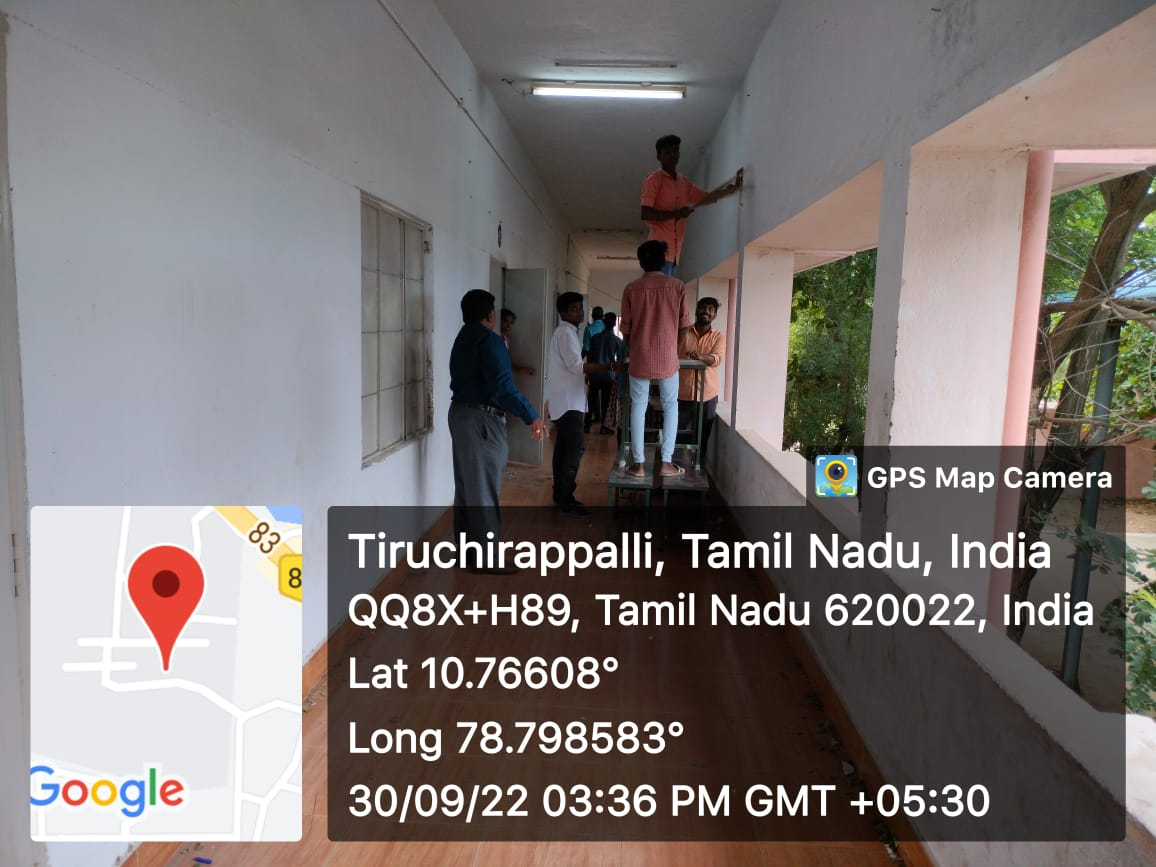 GPS Map Camera
83
8
Google
Tiruchirappalli, Tamil Nadu, India
QQ8X+H89, Tamil Nadu 620022, India
Lat 10.76608°
Long 78.798583°
30/09/22 03:36 PM GMT +05:30